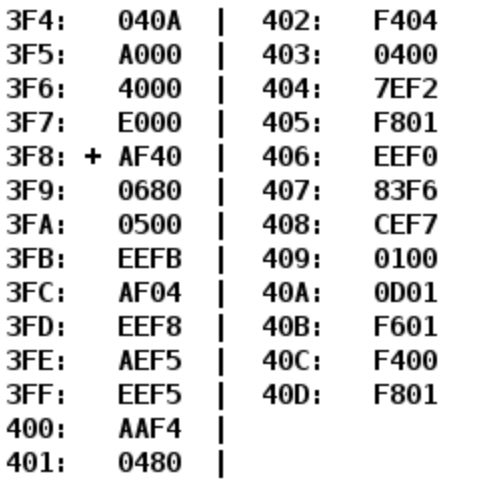 3F4:   040A  |  402:   F404
3F5:   A000  |  403:   0400
3F6:   4000  |  404:   7EF2
3F7:   E000  |  405:   F801
3F8: + AF40  |  406:   EEF0
3F9:   0680  |  407:   83F6
3FA:   0500  |  408:   CEF7
3FB:   EEFB  |  409:   0100
3FC:   AF04  |  40A:   0D01
3FD:   EEF8  |  40B:   F601
3FE:   AEF5  |  40C:   F400
3FF:   EEF5  |  40D:   F801
400:   AAF4  |
401:   0480  |